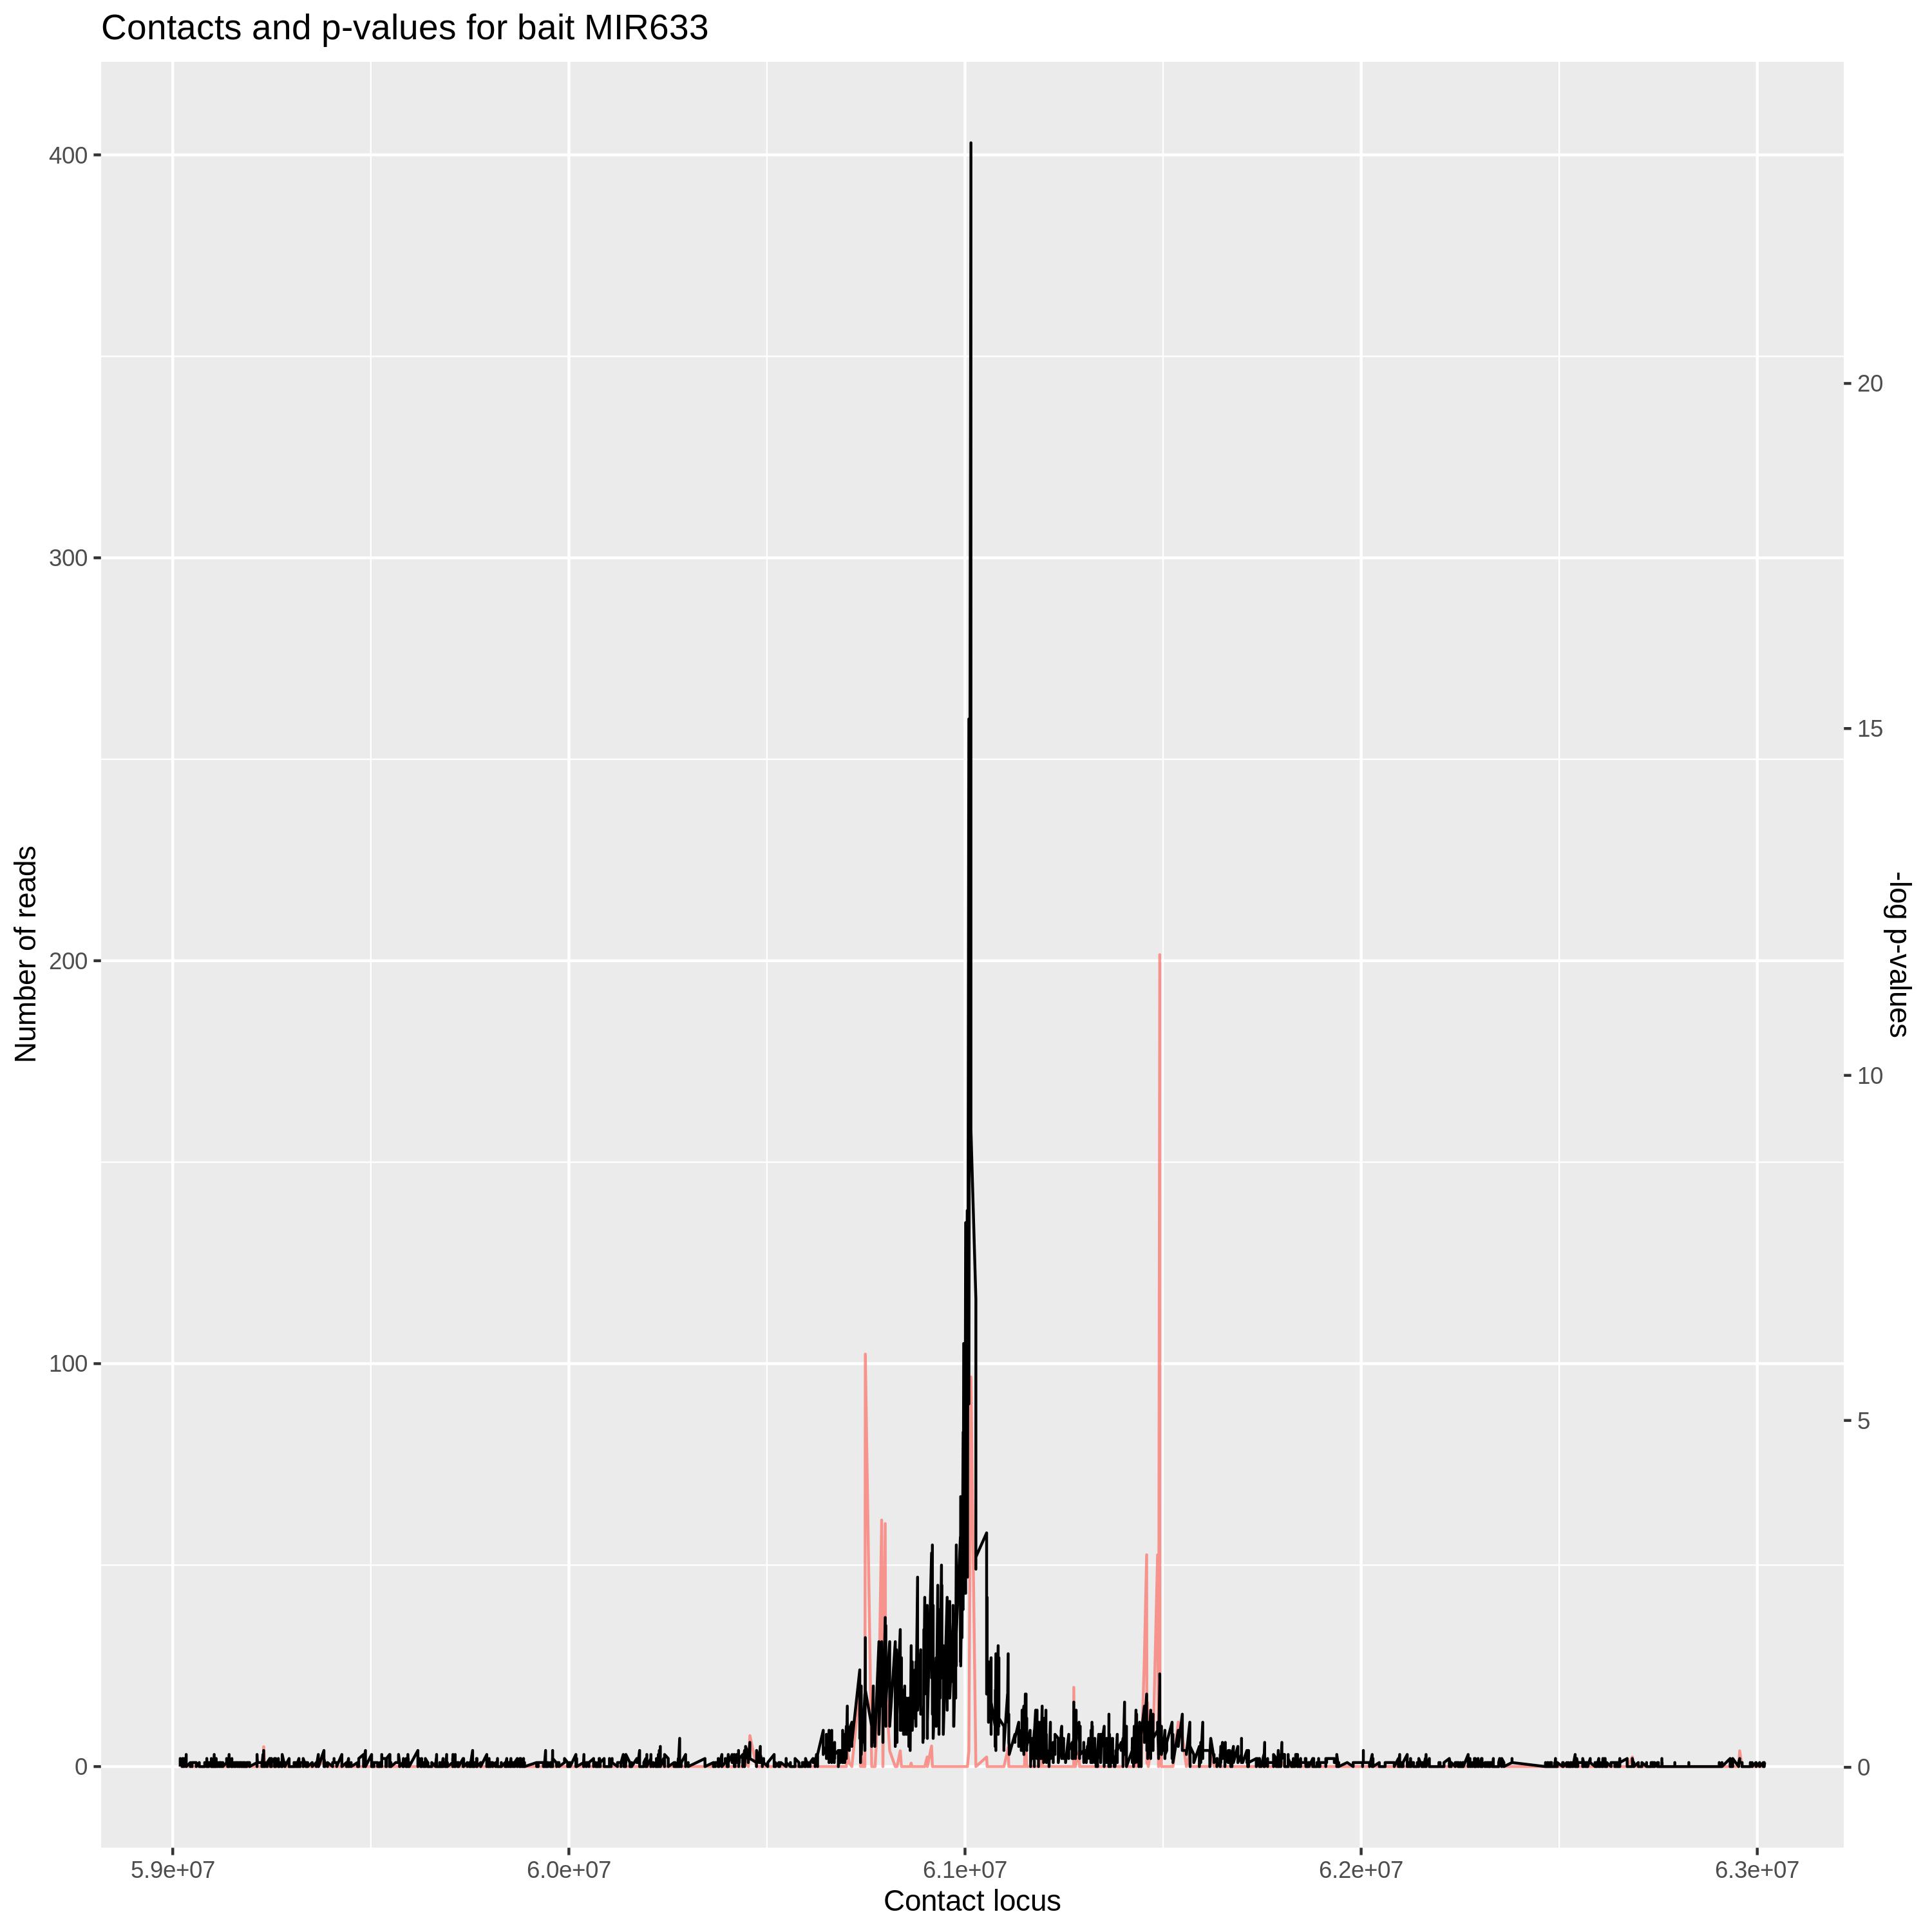 Contacts and p-values for bait MIR633
400
300
200
100
0
Number of reads
20
15
10
5
0
-log p-values
5.9e+07
6.0e+07
6.1e+07
6.2e+07
6.3e+07
Contact locus